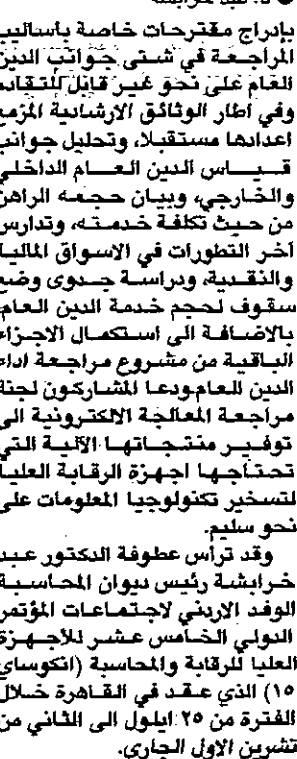 بإدراج مقترحات خاصة بأساليب
المراجعة في شتى جوانب الدين
العام على نحو غير قابل للتقادم
وفي اطار الوثائق الارشادية المزمع
اعدادها مستقبلا، وتحليل جوانب
قياس الدين العام الداخلي
والخارجي، وبيان حجمه الراهن
من حيث تكلفة خدمته، وتدارس
آخر التطورات في الاسواق المالية
والنقدية، ودراسة جدوى وضع
سقوف لحجم خدمة الدين العام،
بالاضافة الى استكمال الاجزاء
الباقية من مشروع مراجعة اداء
الدين العام.ودعا المشاركون لجنة
مراجعة المعالجة الالكترونية الى
توفير منتجاتها الآلية التي
تحتاجها اجهزة الرقابة العليا
لتسخير تكنولوجيا المعلومات على
نحو سليم.
وقد ترأس عطوفة الدكتور عبد
خرابشة رئيس ديوان المحاسبة
الوفد الاردني لاجتماعات المؤتمر
الدولي الخامس عشر للأجهزة
العليا للرقابة والمحاسبة (انكوساي
١٥) الذي عقد في القاهرة خلال
الفترة من ٢٥ ايلول الى الثاني من
تشرين الاول الجاري.